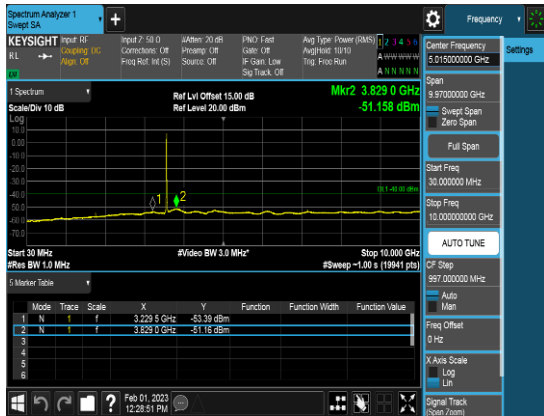 Spectrum Analyzer 1
Swept SA
+
Frequency
KEYSIGHT
Input: RF
Coupling: DC
Align: Off
RL
Input Z: 50 Ω
Corrections: Off
Freq Ref: Int (S)
#Atten: 20 dB
Preamp: Off
Source: Off
PNO: Fast
Gate: Off
IF Gain: Low
Sig Track: Off
Avg Type: Power (RMS)
Avg|Hold: 10/10
Trig: Free Run
1 2 3 4 5 6
A W W W W W
A N N N N N
1 Spectrum
Scale/Div 10 dB
Ref Lvl Offset 15.00 dB
Ref Level 20.00 dBm
Mkr2 3.829 0 GHz
-51.158 dBm
Log
10.0
0.00
-10.0
-20.0
-30.0
-40.0
-50.0
-60.0
-70.0
DL1 -40.00 dBm
1
2
Start 30 MHz
#Res BW 1.0 MHz
#Video BW 3.0 MHz*
Stop 10.000 GHz
#Sweep ~1.00 s (19941 pts)
5 Marker Table
Mode Trace Scale X Y Function Function Width Function Value
1 N 1 f 3.229 5 GHz -53.39 dBm
2 N 1 f 3.829 0 GHz -51.16 dBm
3
4
5
6
Feb 01, 2023
12:28:51 PM
Center Frequency
5.015000000 GHz
Settings
Span
9.97000000 GHz
Swept Span
Zero Span
Full Span
Start Freq
30.000000 MHz
Stop Freq
10.000000000 GHz
AUTO TUNE
CF Step
997.000000 MHz
Auto
Man
Freq Offset
0 Hz
X Axis Scale
Log
Lin
Signal Track
(Span Zoom)